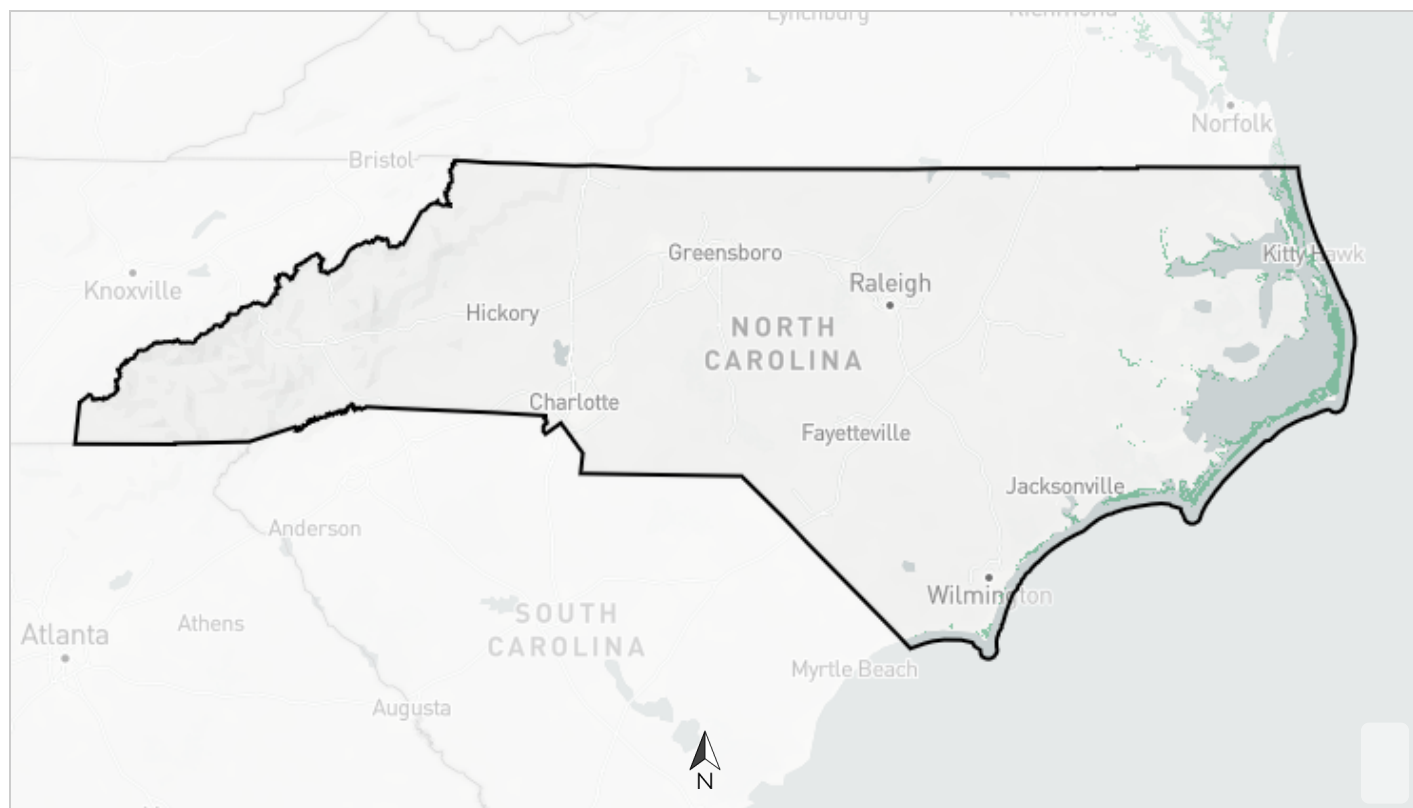 Lynchburg
Richmond
Norfolk
Bristol
Greensboro
Kitty Hawk
Knoxville
Raleigh
Hickory
NORTH
CAROLINA
Charlotte
Fayetteville
Jacksonville
Anderson
Wilmington
SOUTH
CAROLINA
Athens
Atlanta
Myrtle Beach
Augusta
N